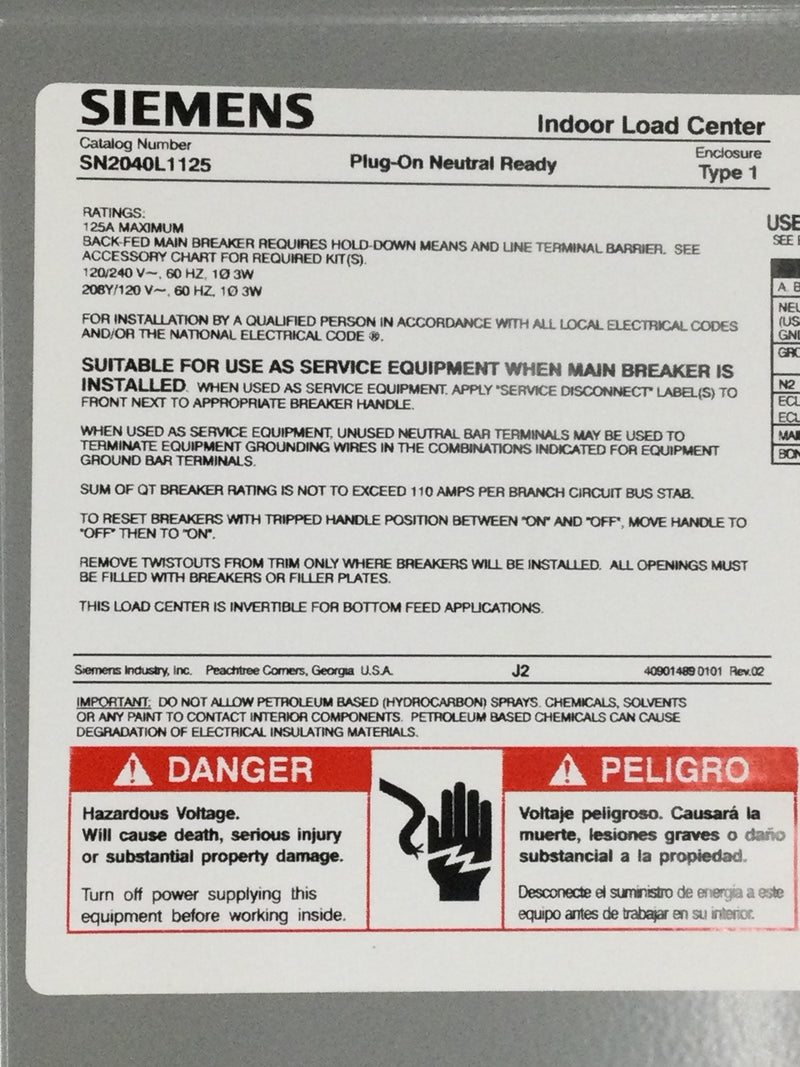 SIEMENS
Indoor Load Center
Catalog Number
SN2040L1125
Plug-On Neutral Ready
Enclosure
Type 1
RATINGS:
125A MAXIMUM
BACK-FED MAIN BREAKER REQUIRES HOLD-DOWN MEANS AND LINE TERMINAL BARRIER. SEE
ACCESSORY CHART FOR REQUIRED KIT(S).
120/240 V~, 60 HZ, 1Ø 3W
208Y/120 V~, 60 HZ, 1Ø 3W
FOR INSTALLATION BY A QUALIFIED PERSON IN ACCORDANCE WITH ALL LOCAL ELECTRICAL CODES
AND/OR THE NATIONAL ELECTRICAL CODE ®.
SUITABLE FOR USE AS SERVICE EQUIPMENT WHEN MAIN BREAKER IS
INSTALLED. WHEN USED AS SERVICE EQUIPMENT, APPLY "SERVICE DISCONNECT" LABEL(S) TO
FRONT NEXT TO APPROPRIATE BREAKER HANDLE.
WHEN USED AS SERVICE EQUIPMENT, UNUSED NEUTRAL BAR TERMINALS MAY BE USED TO
TERMINATE EQUIPMENT GROUNDING WIRES IN THE COMBINATIONS INDICATED FOR EQUIPMENT
GROUND BAR TERMINALS.
SUM OF QT BREAKER RATING IS NOT TO EXCEED 110 AMPS PER BRANCH CIRCUIT BUS STAB.
TO RESET BREAKERS WITH TRIPPED HANDLE POSITION BETWEEN "ON" AND "OFF", MOVE HANDLE TO
"OFF" THEN TO "ON".
REMOVE TWISTOUTS FROM TRIM ONLY WHERE BREAKERS WILL BE INSTALLED. ALL OPENINGS MUST
BE FILLED WITH BREAKERS OR FILLER PLATES.
THIS LOAD CENTER IS INVERTIBLE FOR BOTTOM FEED APPLICATIONS.
Siemens Industry, Inc. Peachtree Corners, Georgia U.S.A.
J2
40901489 0101 Rev.02
IMPORTANT: DO NOT ALLOW PETROLEUM BASED (HYDROCARBON) SPRAYS, CHEMICALS, SOLVENTS
OR ANY PAINT TO CONTACT INTERIOR COMPONENTS. PETROLEUM BASED CHEMICALS CAN CAUSE
DEGRADATION OF ELECTRICAL INSULATING MATERIALS.
DANGER
Hazardous Voltage.
Will cause death, serious injury
or substantial property damage.
Turn off power supplying this
equipment before working inside.
PELIGRO
Voltaje peligroso. Causará la
muerte, lesiones graves o daño
substancial a la propiedad.
Desconecte el suministro de energía a este
equipo antes de trabajar en su interior.
USE
SEE
A. B
NEU
(US
GND
GRO
N2
ECL
ECL
MAI
BON